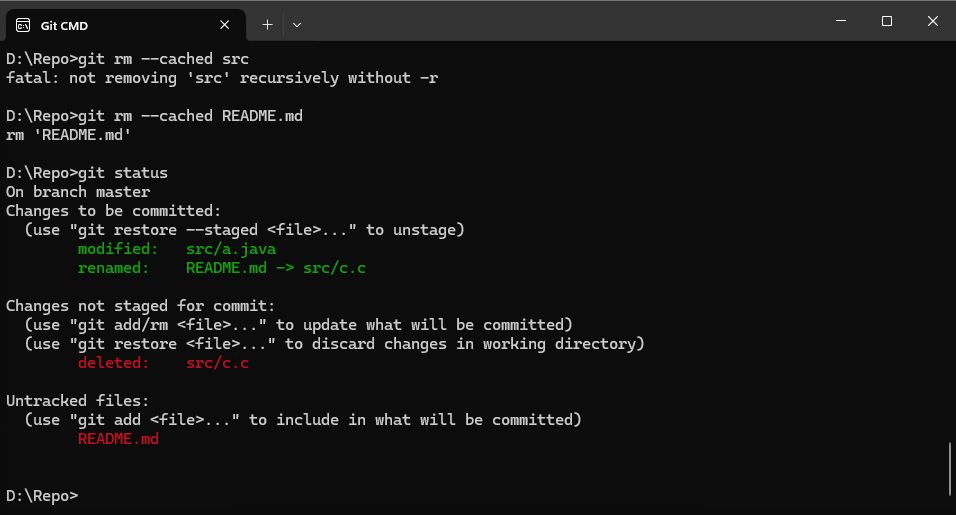 Git CMD
D:\Repo>git rm --cached src
fatal: not removing 'src' recursively without -r
D:\Repo>git rm --cached README.md
rm 'README.md'
D:\Repo>git status
On branch master
Changes to be committed:
  (use "git restore --staged <file>..." to unstage)
        modified:   src/a.java
        renamed:    README.md -> src/c.c
Changes not staged for commit:
  (use "git add/rm <file>..." to update what will be committed)
  (use "git restore <file>..." to discard changes in working directory)
        deleted:    src/c.c
Untracked files:
  (use "git add <file>..." to include in what will be committed)
        README.md
D:\Repo>